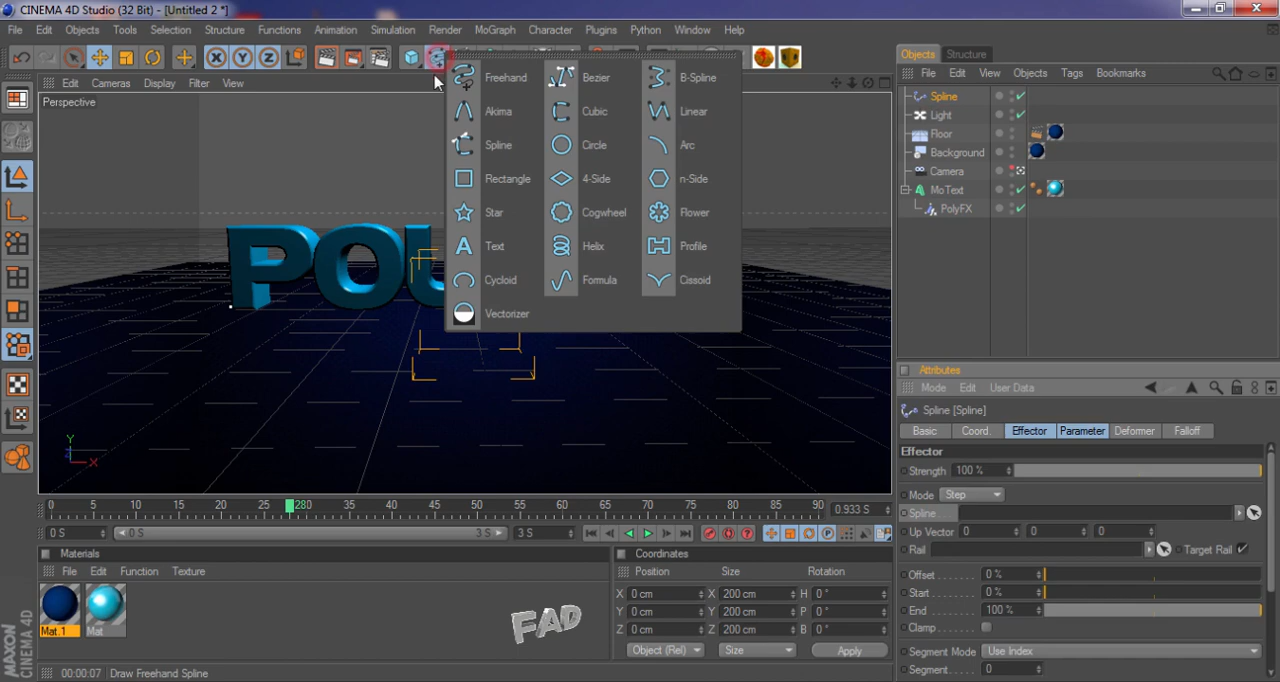 CINEMA 4D Studio (32 Bit) - [Untitled 2 *]
File Edit Objects Tools Selection Structure Functions Animation Simulation Render MoGraph Character Plugins Python Window Help
X Y Z
Edit Cameras Display Filter View
Perspective
POU
Freehand Bezier B-Spline
Akima Cubic Linear
Spline Circle Arc
Rectangle 4-Side n-Side
Star Cogwheel Flower
Text Helix Profile
Cycloid Formula Cissoid
Vectorizer
Y
Z X
Objects Structure
File Edit View Objects Tags Bookmarks
Spline
Light
Floor
Background
Camera
MoText
PolyFX
Attributes
Mode Edit User Data
Spline [Spline]
Basic Coord. Effector Parameter Deformer Falloff
Effector
Strength 100 %
Mode Step
Spline
Up Vector 0 0 0
Rail Target Rail
Offset 0 %
Start 0 %
End 100 %
Clamp
Segment Mode Use Index
Segment 0
0 5 10 15 20 25 28 30 35 40 45 50 55 60 65 70 75 80 85 90 0.933 S
0 S 0 S 3 S 3 S
Materials
File Edit Function Texture
Mat.1 Mat
FAD
Coordinates
Position Size Rotation
X 0 cm X 200 cm H 0 °
Y 0 cm Y 200 cm P 0 °
Z 0 cm Z 200 cm B 0 °
Object (Rel) Size Apply
MAXON CINEMA 4D
00:00:07 Draw Freehand Spline